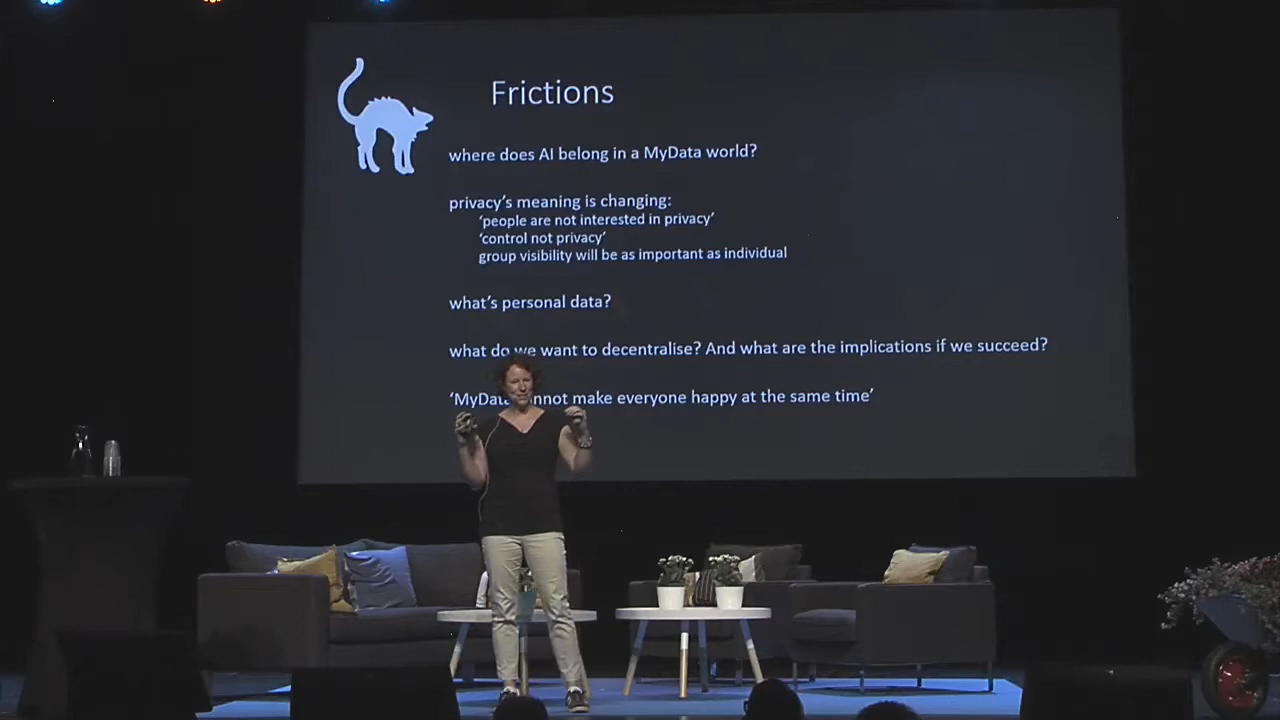 Frictions
where does AI belong in a MyData world?
privacy's meaning is changing:
'people are not interested in privacy'
'control not privacy'
group visibility will be as important as individual
what's personal data?
what do we want to decentralise? And what are the implications if we succeed?
'MyData make everyone happy at the same time'